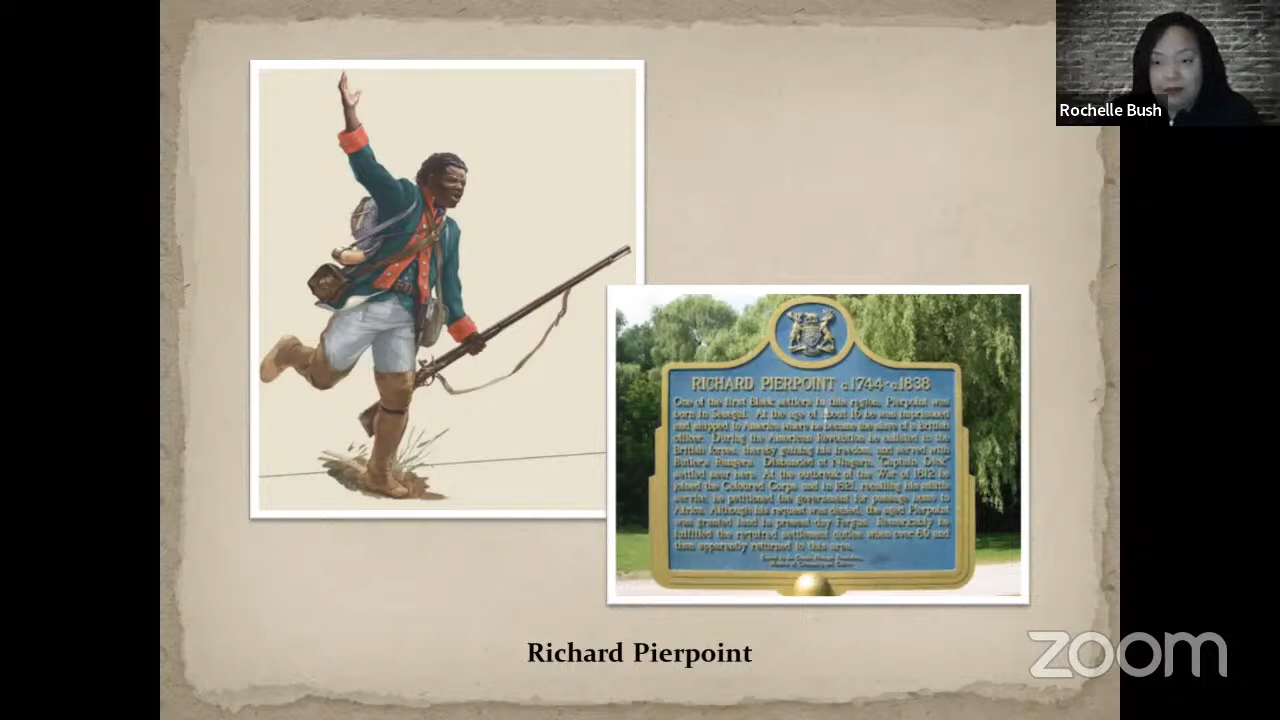 Rochelle Bush
RICHARD PIERPOINT c.1744-c.1838
One of the first Black settlers in this region, Pierpoint was
born in Senegal. At the age of about 16 he was imprisoned
and shipped to America where he became the slave of a British
officer. During the American Revolution he enlisted in the
British forces, thereby gaining his freedom, and served with
Butler's Rangers. Disbanded at Niagara, "Captain Dick"
settled near here. At the outbreak of the War of 1812 he
joined the Coloured Corps and in 1821, recalling his militia
service, he petitioned the government for passage home to
Africa. Although his request was denied, the aged Pierpoint
was granted land in present-day Fergus. Remarkably he
fulfilled the required settlement duties when over 80 and
then apparently returned to this area.
Richard Pierpoint
zoom